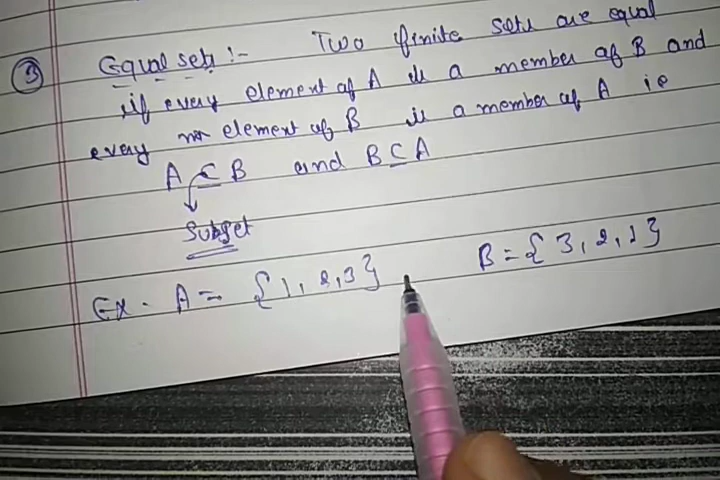 ③ Equal sets :- Two finite sets are equal
iif every element of A is a member of B and
every element of B is a member of A ie
A ⊆ B and B ⊆ A
Subset
Ex - A = {1, 2, 3} B = {3, 2, 1}